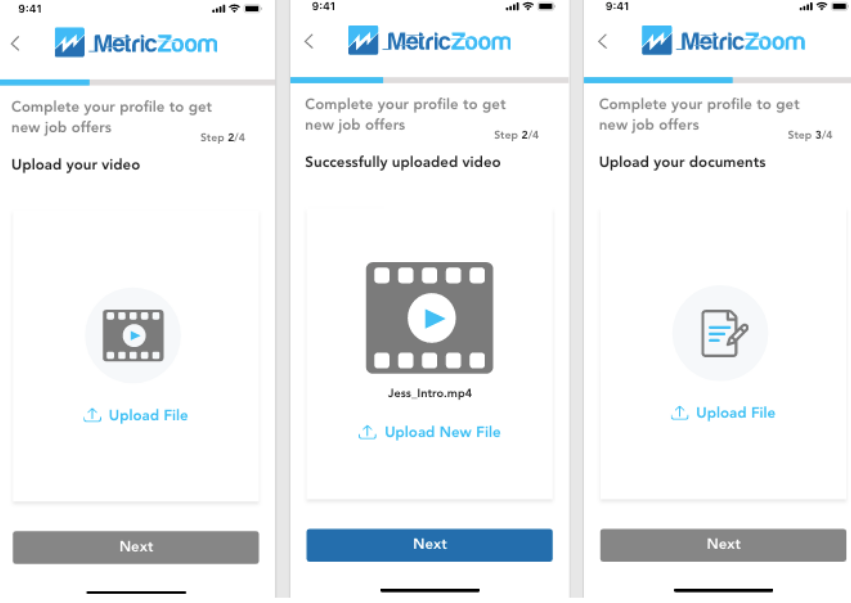 9:41
MetricZoom
Complete your profile to get
new job offers
Step 2/4
Upload your video
Upload File
Next
9:41
MetricZoom
Complete your profile to get
new job offers
Step 2/4
Successfully uploaded video
Jess_Intro.mp4
Upload New File
Next
9:41
MetricZoom
Complete your profile to get
new job offers
Step 3/4
Upload your documents
Upload File
Next